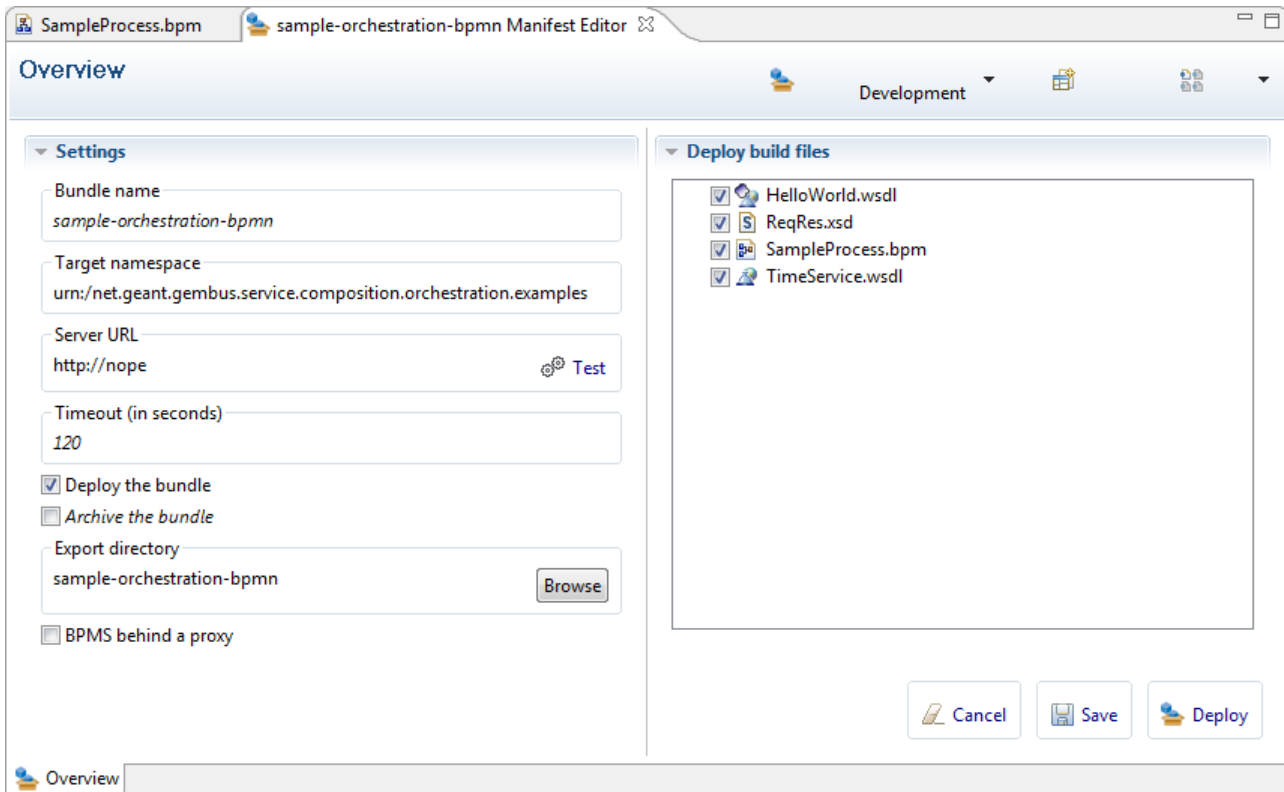 SampleProcess.bpm
sample-orchestration-bpmn Manifest Editor
Overview
Development
Settings
Bundle name
sample-orchestration-bpmn
Target namespace
urn:/net.geant.gembus.service.composition.orchestration.examples
Server URL
http://nope
Test
Timeout (in seconds)
120
Deploy the bundle
Archive the bundle
Export directory
sample-orchestration-bpmn
Browse
BPMS behind a proxy
Deploy build files
HelloWorld.wsdl
ReqRes.xsd
SampleProcess.bpm
TimeService.wsdl
Cancel
Save
Deploy
Overview